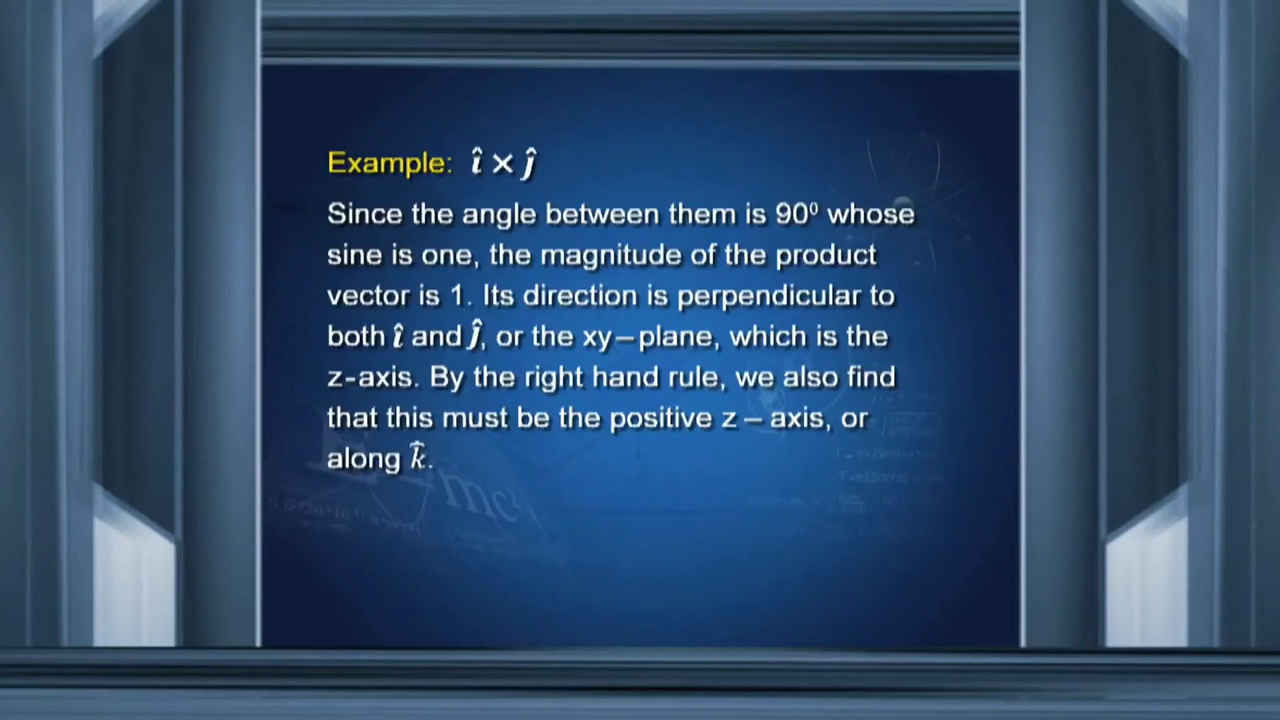 Example: î × ĵ
Since the angle between them is 90⁰ whose
sine is one, the magnitude of the product
vector is 1. Its direction is perpendicular to
both î and ĵ, or the xy–plane, which is the
z-axis. By the right hand rule, we also find
that this must be the positive z – axis, or
along k̂.
mc²